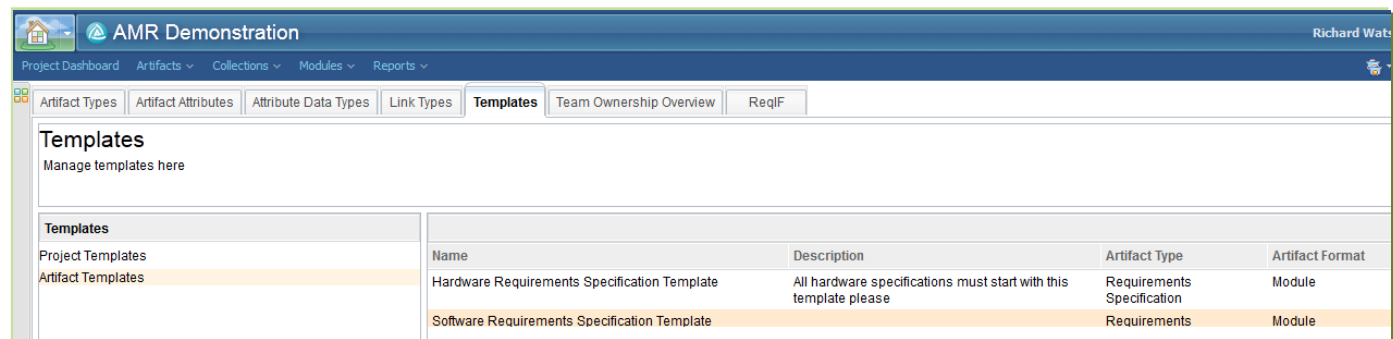 AMR Demonstration
Richard Wats
Project Dashboard Artifacts Collections Modules Reports
Artifact Types Artifact Attributes Attribute Data Types Link Types Templates Team Ownership Overview ReqIF
Templates
Manage templates here
Templates
Project Templates
Artifact Templates
Name Description Artifact Type Artifact Format
Hardware Requirements Specification Template All hardware specifications must start with this Requirements Module
template please Specification
Software Requirements Specification Template Requirements Module